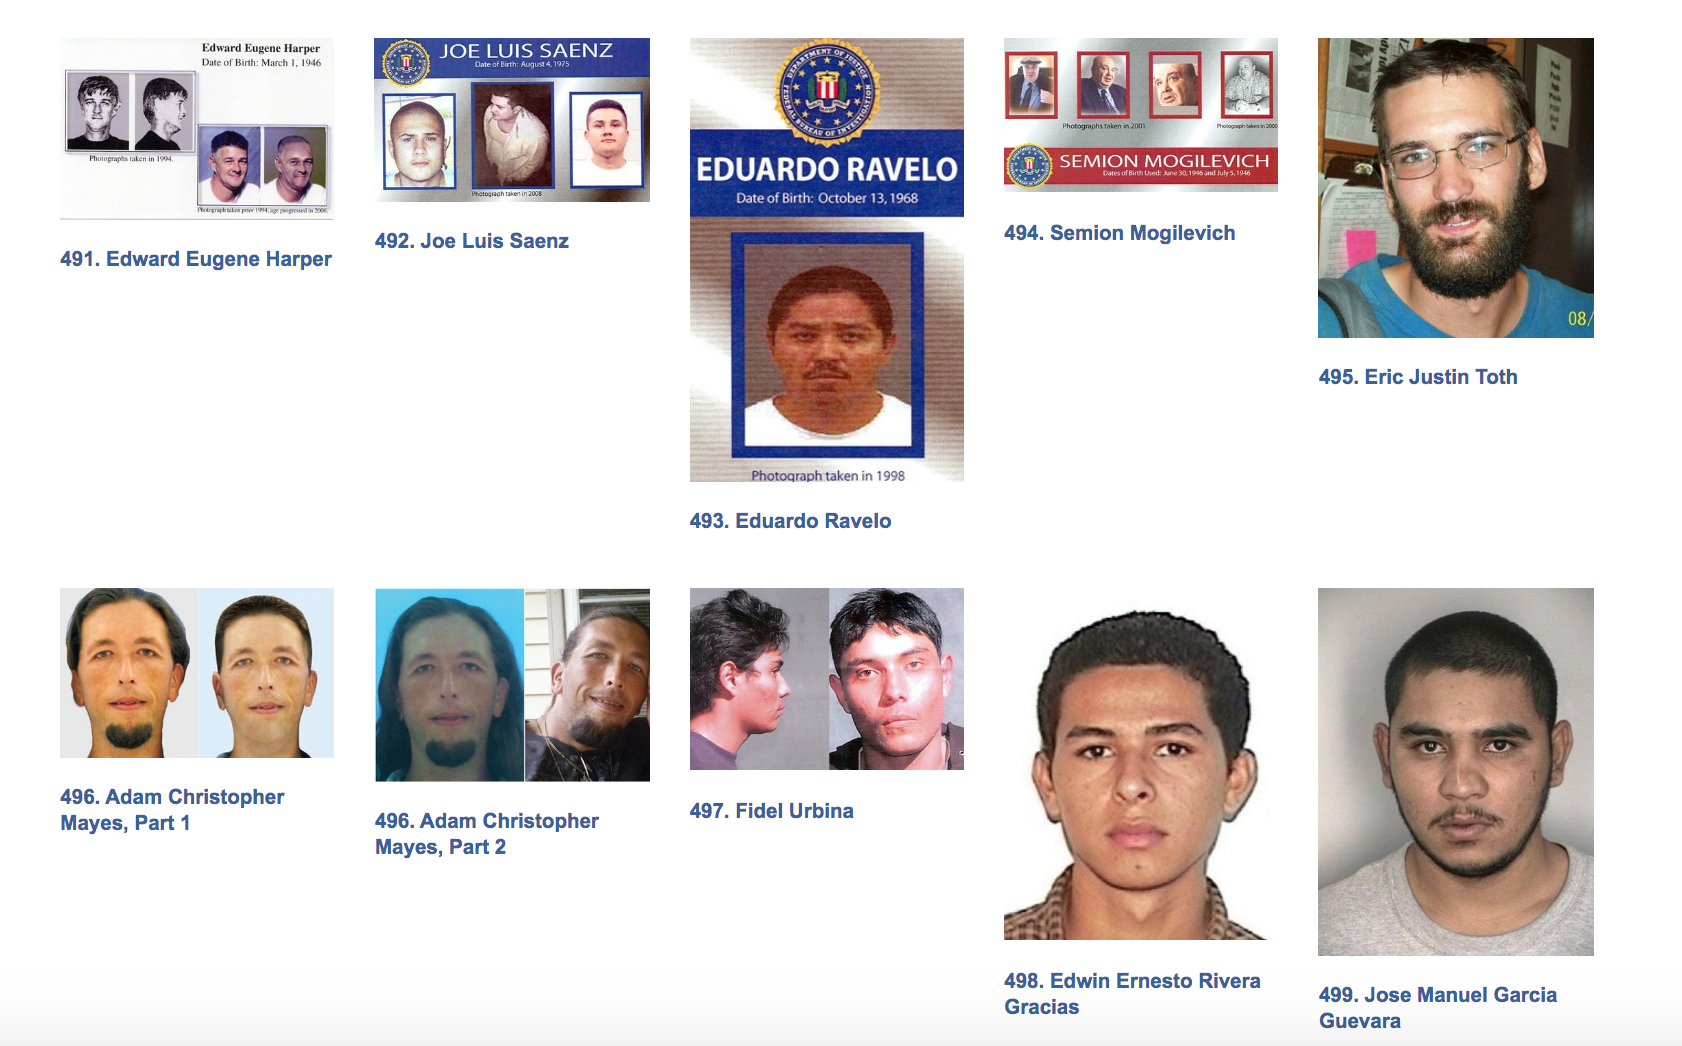 Edward Eugene Harper
Date of Birth: March 1, 1946
Photographs taken in 1994.
Photograph taken prior 1994, age progressed in 2008.
491. Edward Eugene Harper
JOE LUIS SAENZ
Date of Birth: August 4, 1975
Photograph taken in 2008
492. Joe Luis Saenz
DEPARTMENT OF JUSTICE
FEDERAL BUREAU OF INVESTIGATION
EDUARDO RAVELO
Date of Birth: October 13, 1968
Photograph taken in 1998
493. Eduardo Ravelo
Photographs taken in 2001
Photograph taken in 2000
SEMION MOGILEVICH
Dates of Birth Used: June 30, 1946 and July 5, 1946
494. Semion Mogilevich
08/
495. Eric Justin Toth
496. Adam Christopher
Mayes, Part 1
496. Adam Christopher
Mayes, Part 2
497. Fidel Urbina
498. Edwin Ernesto Rivera
Gracias
499. Jose Manuel Garcia
Guevara